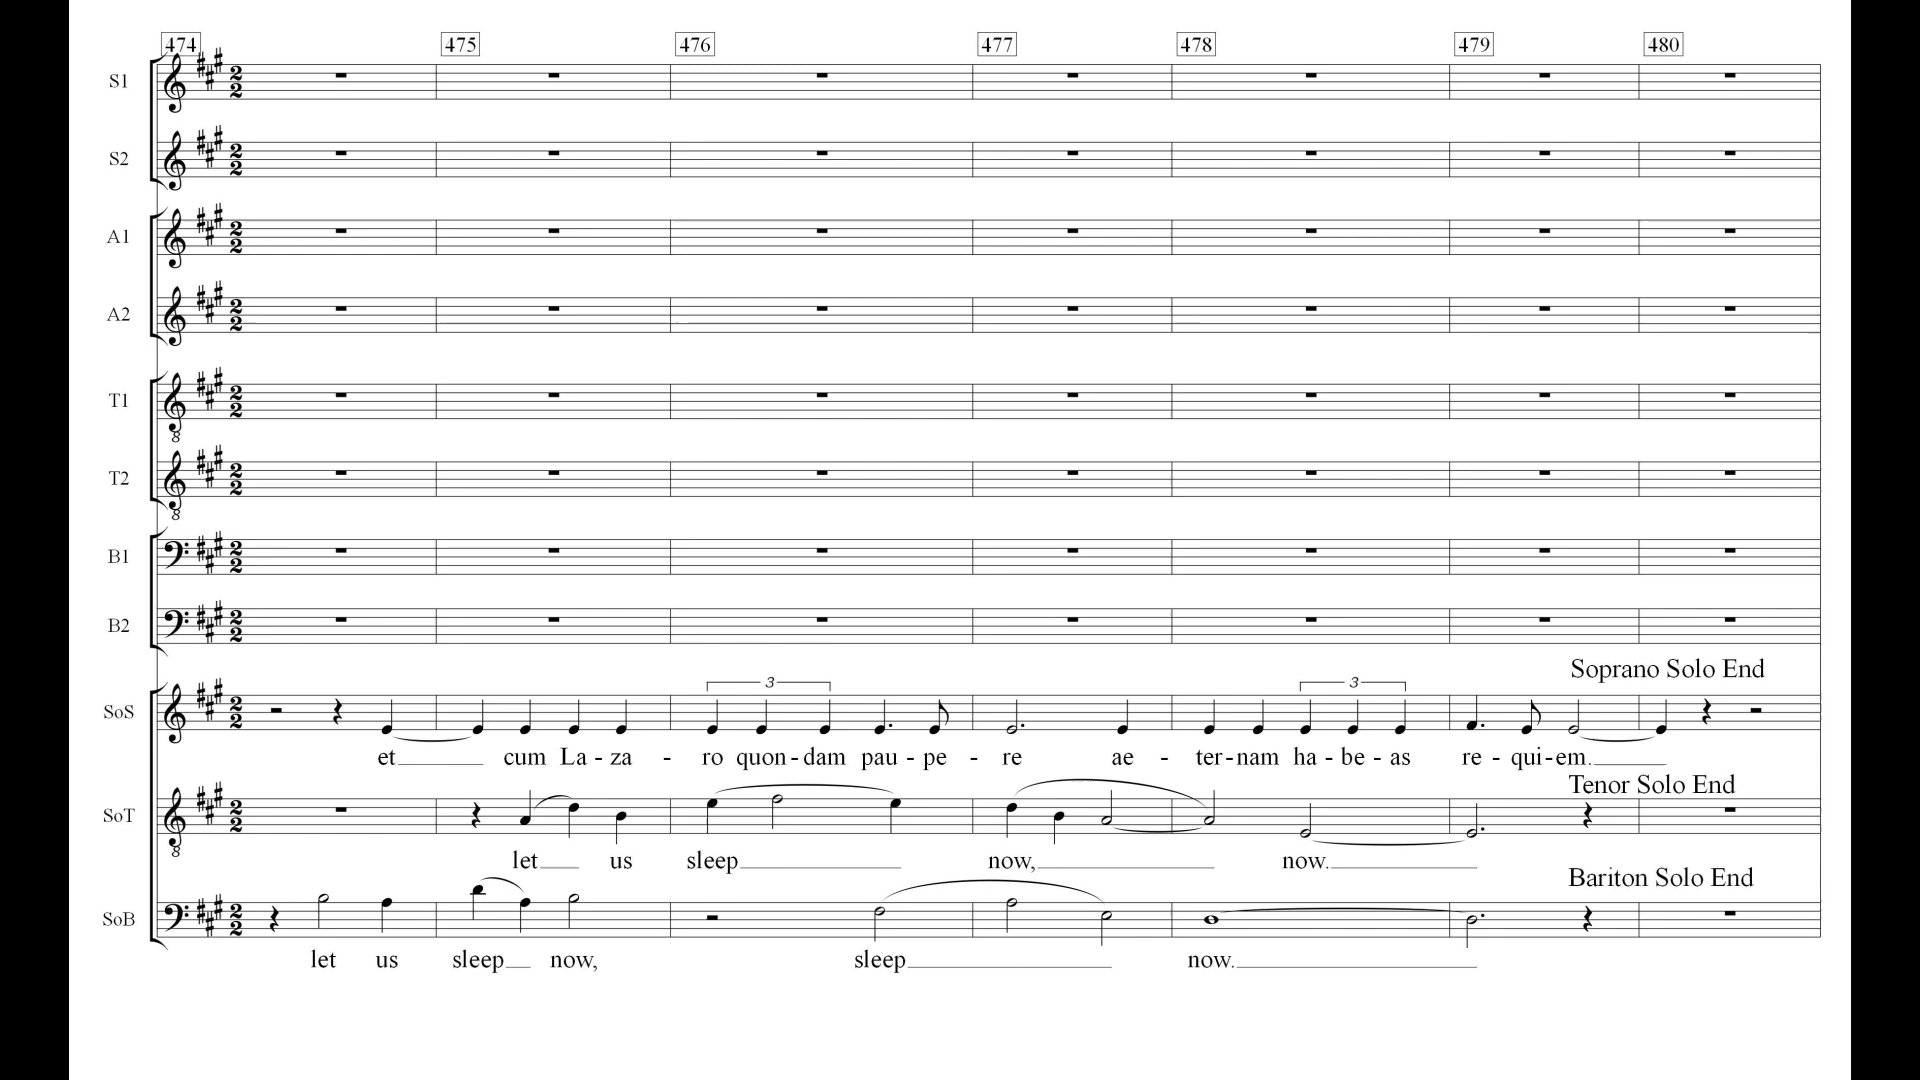 474 475 476 477 478 479 480
S1
S2
A1
A2
T1
8
T2
8
B1
B2
Soprano Solo End
3 3
SoS
et cum La - za - ro quon - dam pau - pe - re ae - ter - nam ha - be - as re - qui - em.
Tenor Solo End
SoT
8
let us sleep now, now.
Bariton Solo End
SoB
let us sleep now, sleep now.